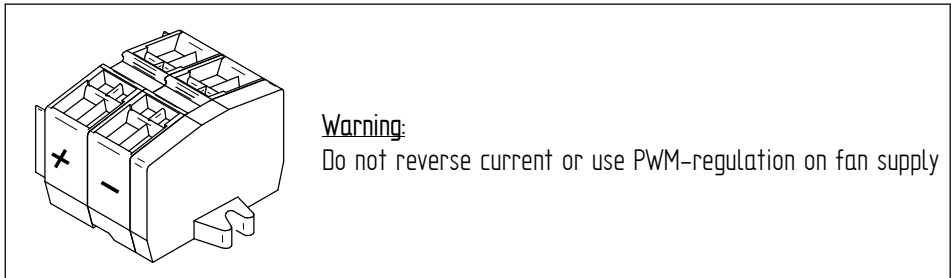 Warning:
Do not reverse current or use PWM-regulation on fan supply
+
-